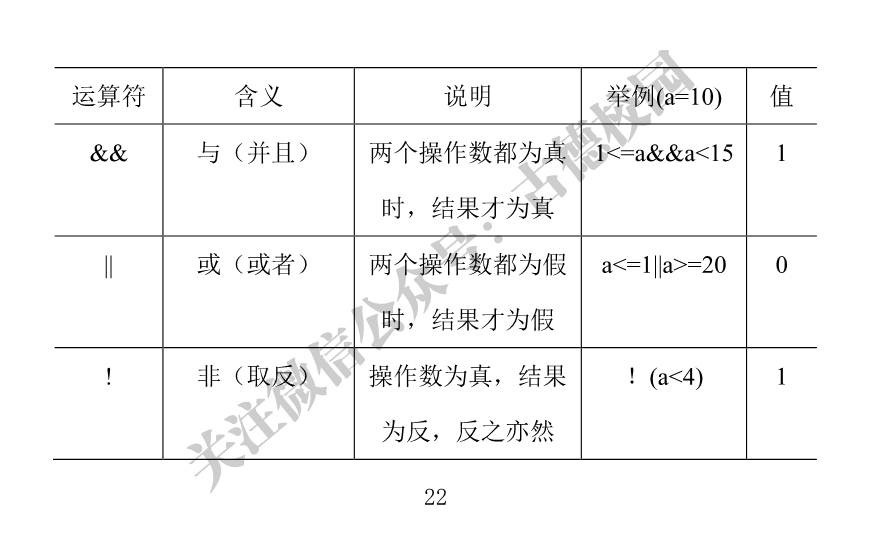 运算符 含义 说明 举例(a=10) 值
&& 与（并且） 两个操作数都为真 1<=a&&a<15 1
时，结果才为真
|| 或（或者） 两个操作数都为假 a<=1||a>=20 0
时，结果才为假
! 非（取反） 操作数为真，结果 ！(a<4) 1
为反，反之亦然
关注微信公众号：古德校园
22